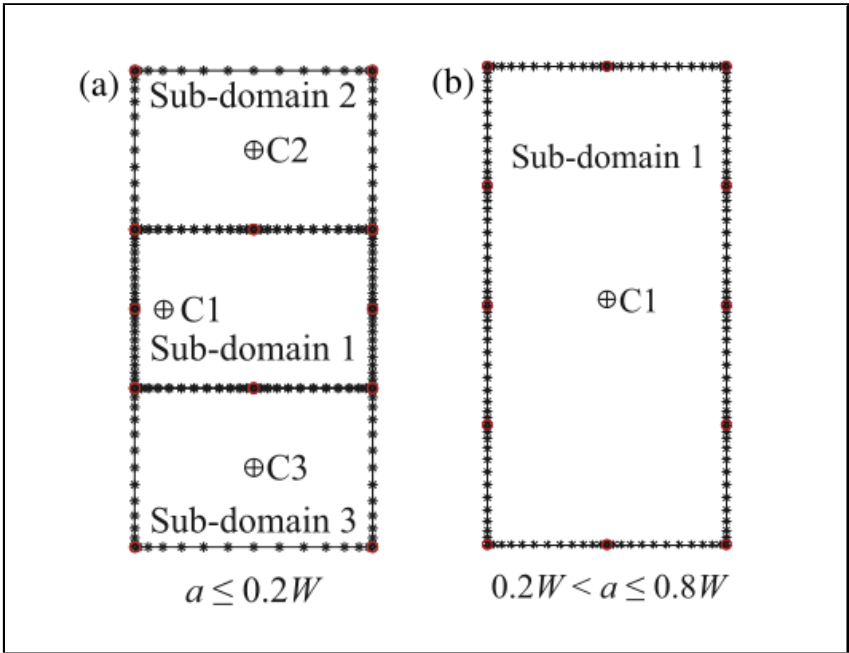 (a)
Sub-domain 2
⊕C2
⊕ C1
Sub-domain 1
⊕C3
Sub-domain 3
a ≤ 0.2W
(b)
Sub-domain 1
⊕C1
0.2W < a ≤ 0.8W